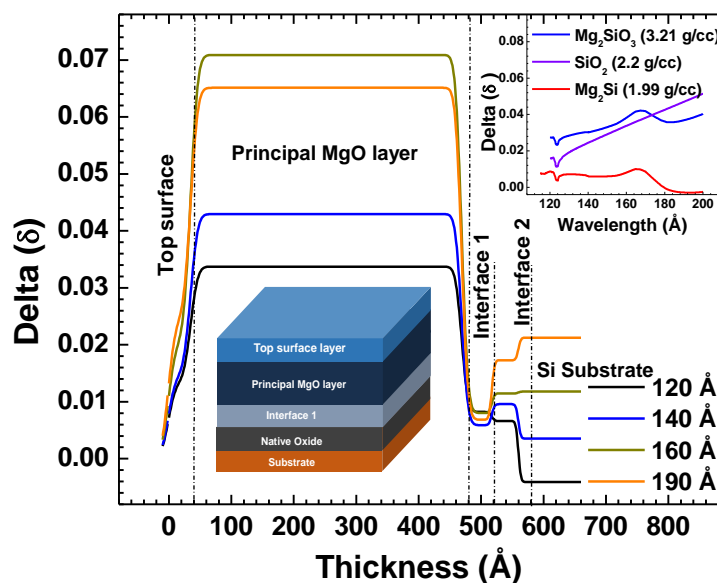 Delta (δ)
0.07
0.06
0.05
0.04
0.03
0.02
0.01
0.00
Top surface
Principal MgO layer
Interface 1
Interface 2
Si Substrate
120 Å
140 Å
160 Å
190 Å
Top surface layer
Principal MgO layer
Interface 1
Native Oxide
Substrate
0 100 200 300 400 500 600 700 800
Thickness (Å)
Delta (δ)
0.08
0.06
0.04
0.02
0.00
Mg₂SiO₃ (3.21 g/cc)
SiO₂ (2.2 g/cc)
Mg₂Si (1.99 g/cc)
120 140 160 180 200
Wavelength (Å)